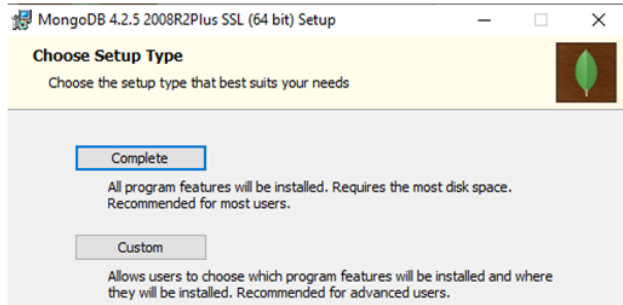 MongoDB 4.2.5 2008R2Plus SSL (64 bit) Setup
Choose Setup Type
Choose the setup type that best suits your needs
Complete
All program features will be installed. Requires the most disk space.
Recommended for most users.
Custom
Allows users to choose which program features will be installed and where
they will be installed. Recommended for advanced users.